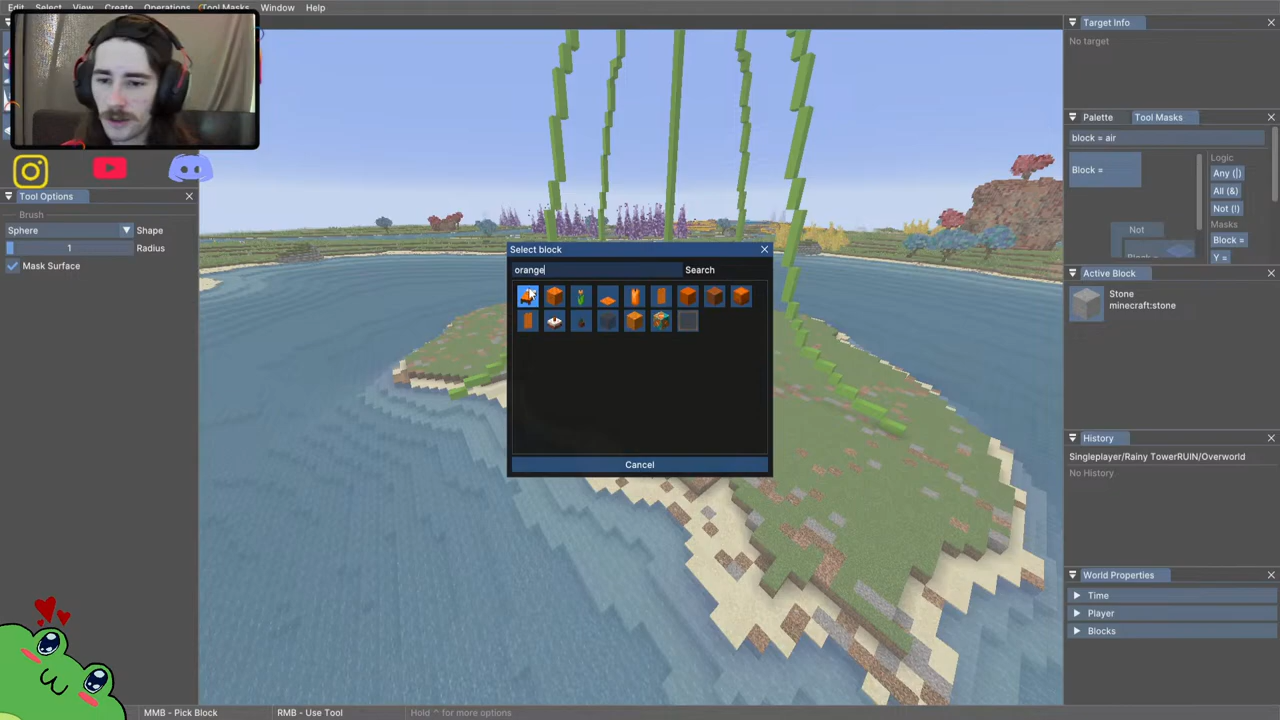 Edit Select View Create Operations Tool Masks Window Help
Tool Options
Brush
Sphere Shape
1 Radius
Mask Surface
Select block
orange Search
Cancel
Target Info
No target
Palette Tool Masks
block = air
Block =
Not
Logic
Any (|)
All (&)
Not (!)
Masks
Block =
Y =
Active Block
Stone
minecraft:stone
History
Singleplayer/Rainy TowerRUIN/Overworld
No History
World Properties
Time
Player
Blocks
MMB - Pick Block RMB - Use Tool Hold ^ for more options